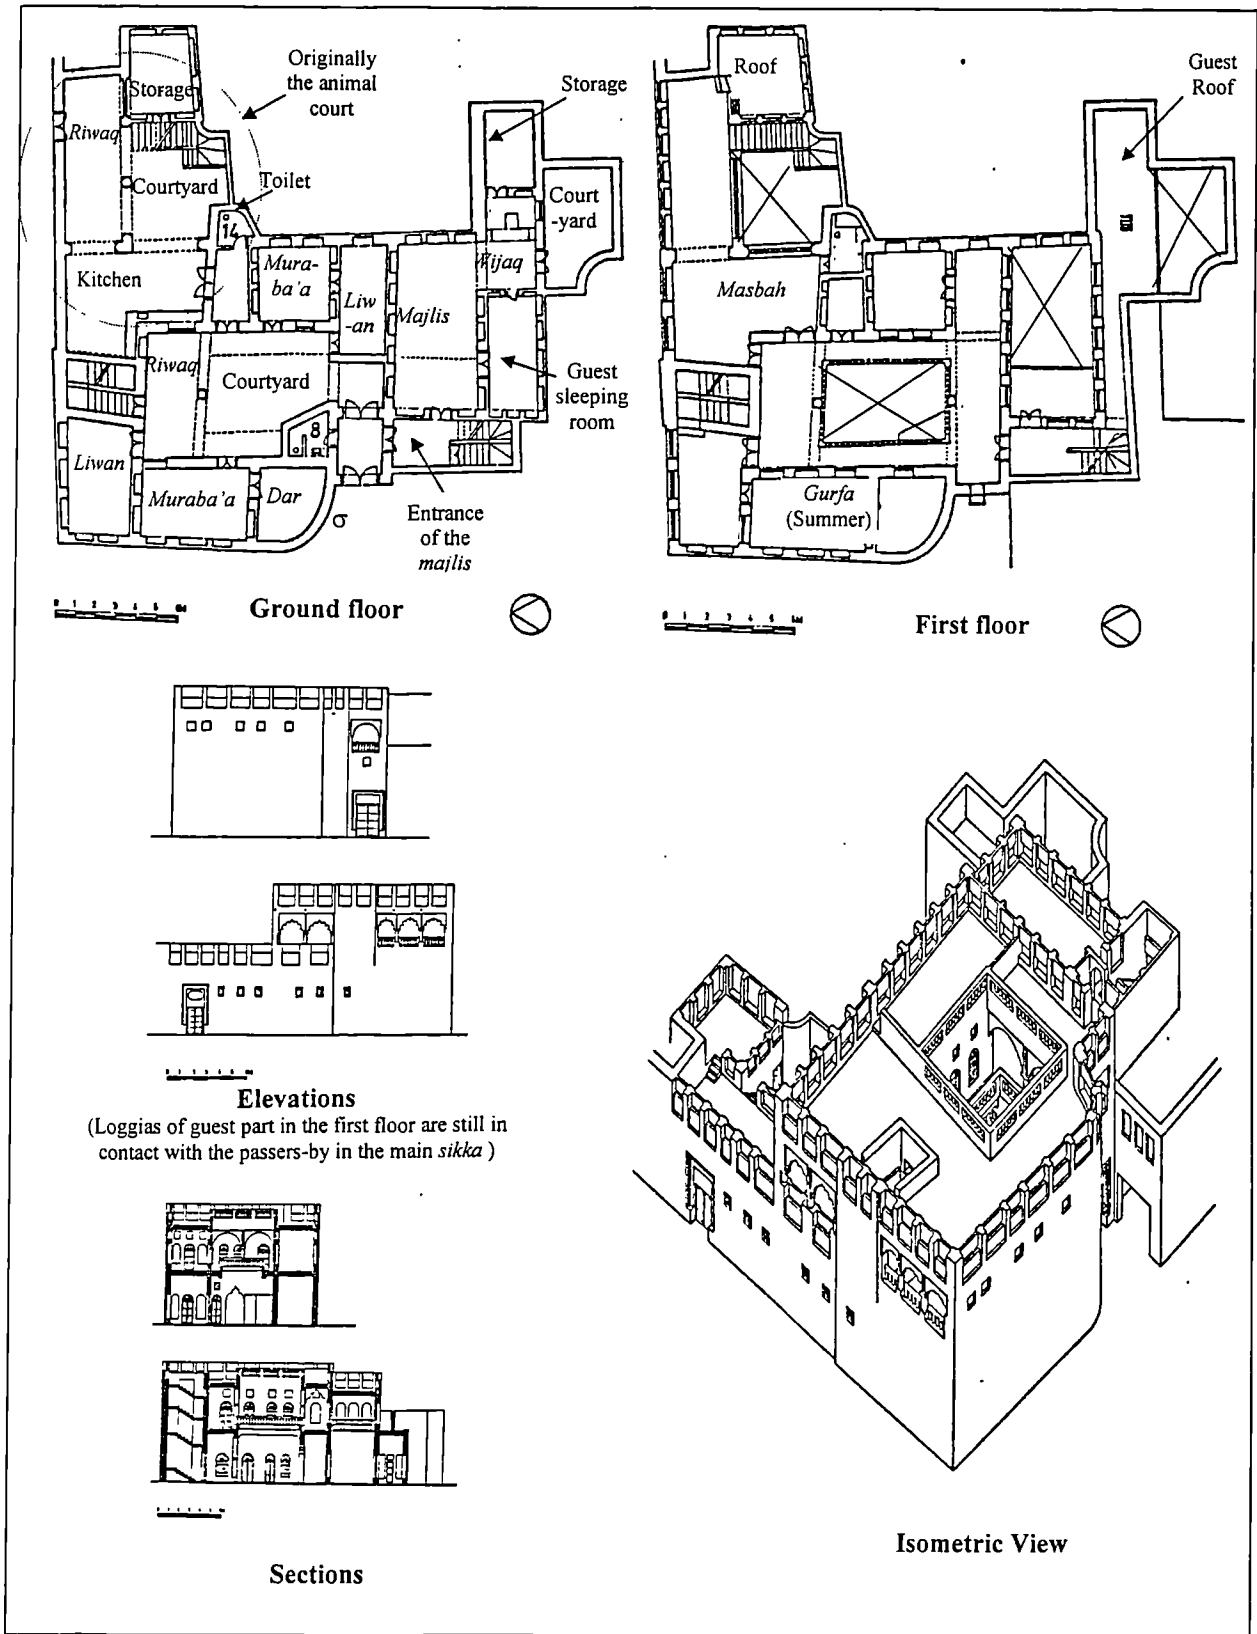 Originally
the animal
court
Storage
Riwaq
Courtyard
Toilet
14
Kitchen
Mura-
ba'a
Liw
-an
Majlis
Wijaq
Storage
Court
-yard
Riwaq
Courtyard
Guest
sleeping
room
8
Liwan
Muraba'a
Dar
Entrance
of the
majlis
Ground floor
Roof
Guest
Roof
Masbah
Gurfa
(Summer)
First floor
Elevations
(Loggias of guest part in the first floor are still in
contact with the passers-by in the main sikka )
Sections
Isometric View